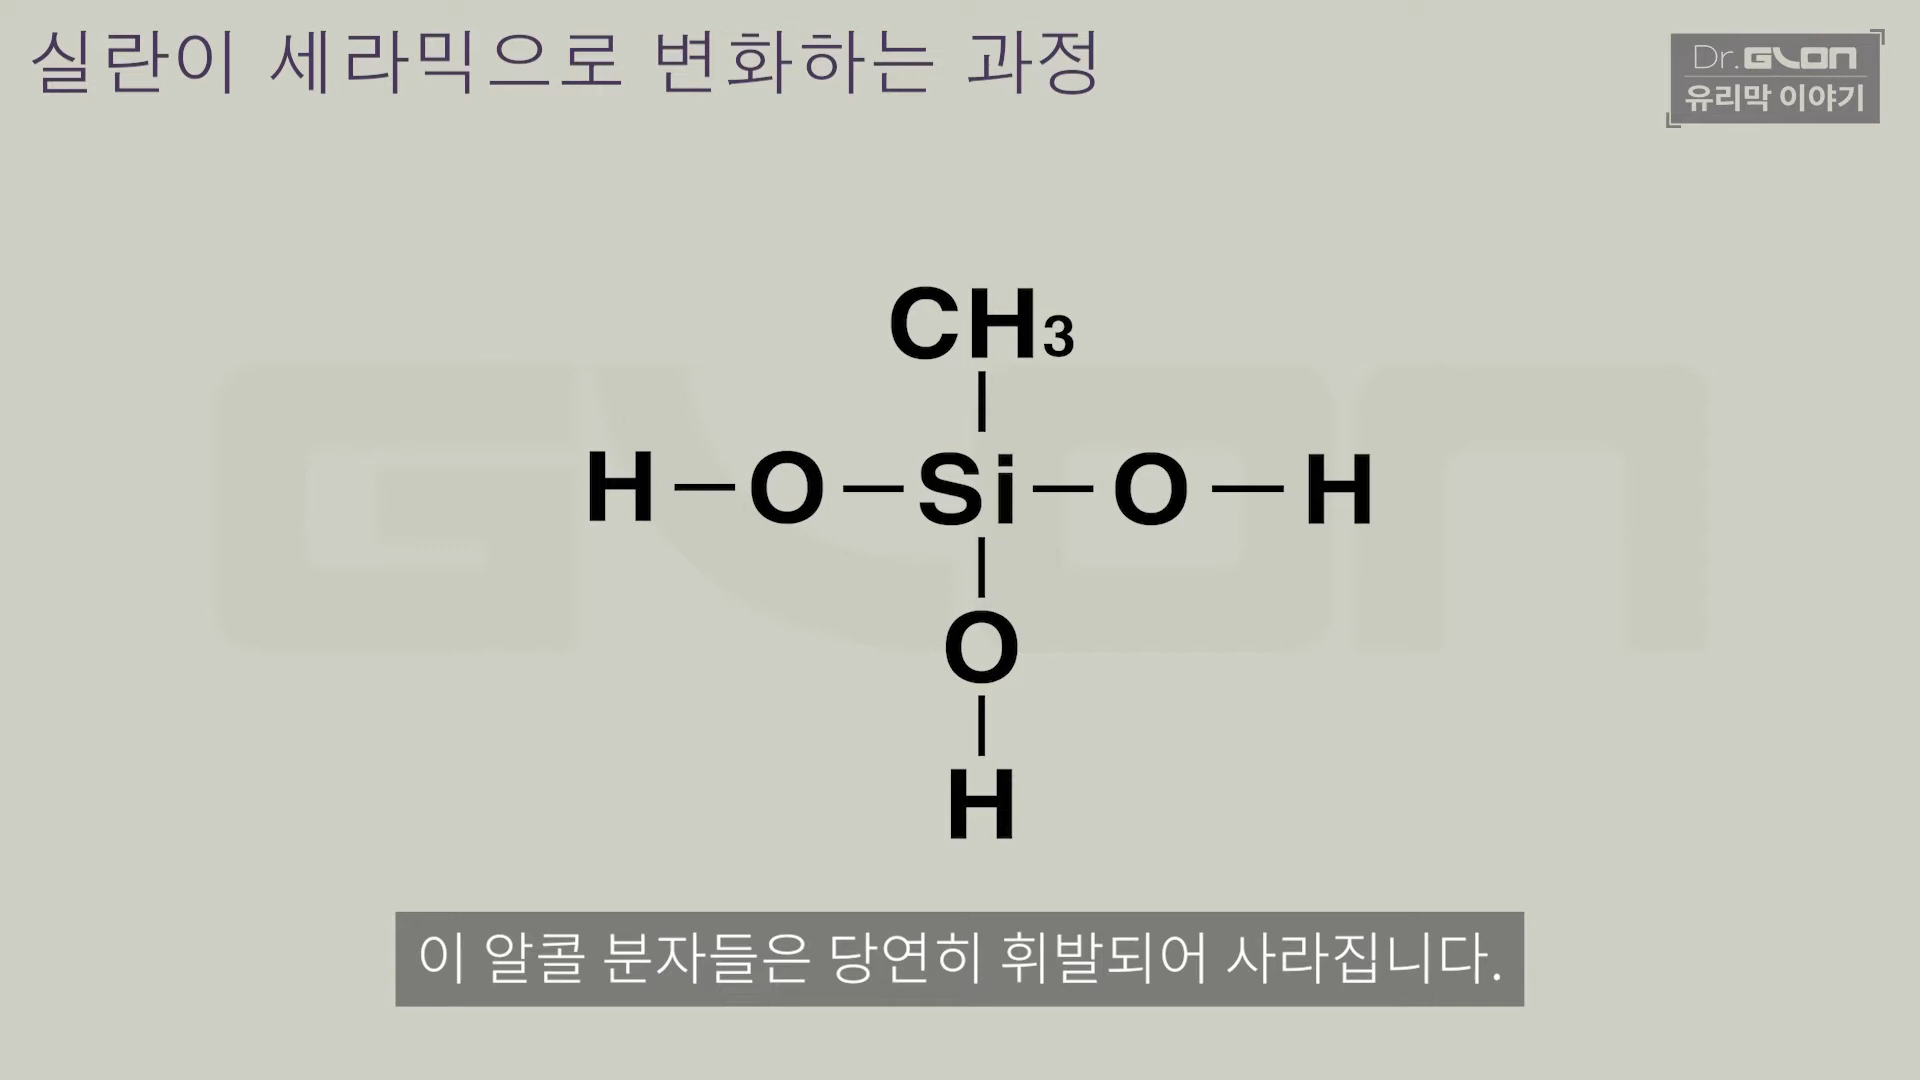 실란이 세라믹으로 변화하는 과정
Dr. GLON
유리막 이야기
CH3
H — O — Si — O — H
O
H
이 알콜 분자들은 당연히 휘발되어 사라집니다.
GLON